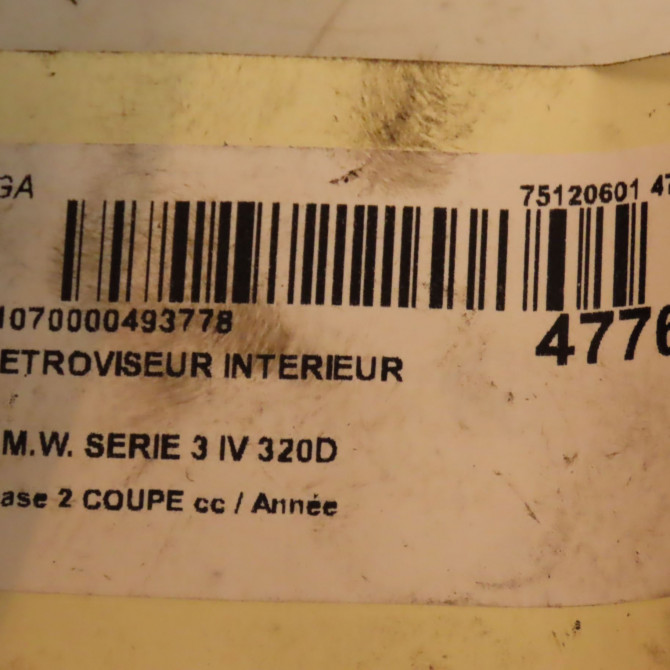 GA 75120601 47
1070000493778 4776
ETROVISEUR INTERIEUR
M.W. SERIE 3 IV 320D
ase 2 COUPE cc / Année